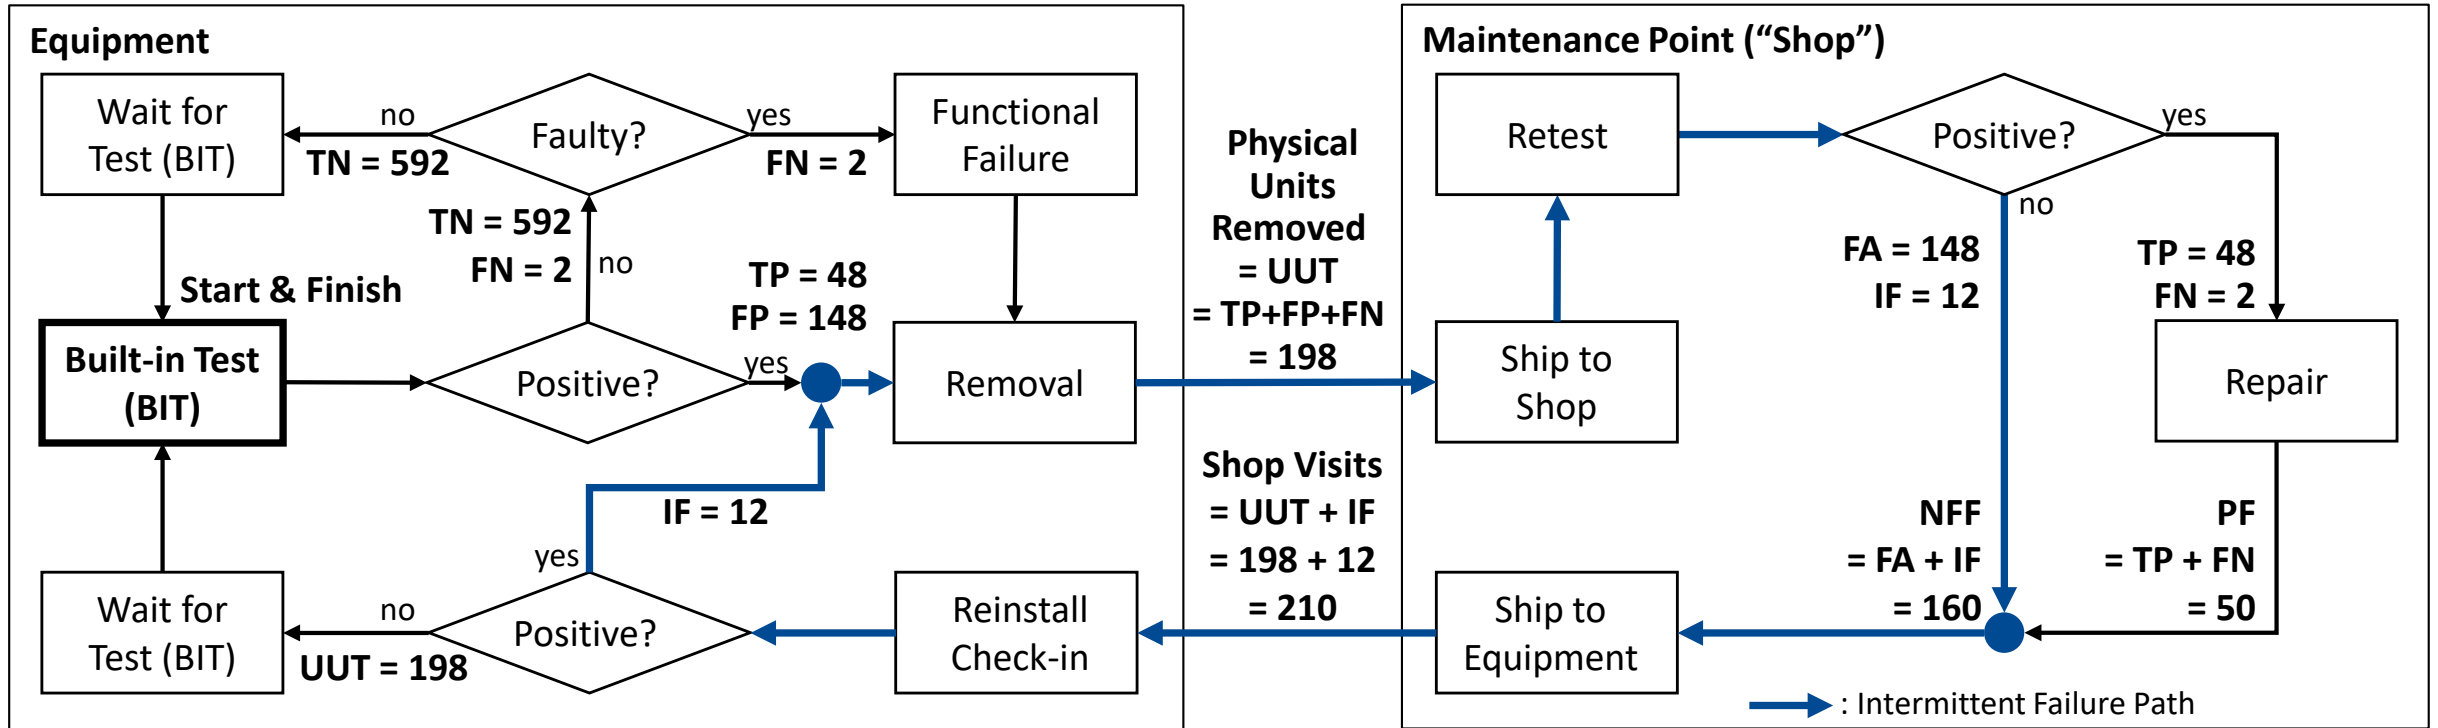 Equipment
Wait for
Test (BIT)
no
TN = 592
Faulty?
yes
FN = 2
Functional
Failure
TN = 592
FN = 2
no
Start & Finish
Built-in Test
(BIT)
Positive?
TP = 48
FP = 148
yes
Removal
IF = 12
yes
Wait for
Test (BIT)
no
UUT = 198
Positive?
Reinstall
Check-in
Physical
Units
Removed
= UUT
= TP+FP+FN
= 198
Shop Visits
= UUT + IF
= 198 + 12
= 210
Maintenance Point (“Shop”)
Retest
Positive?
yes
no
FA = 148
IF = 12
TP = 48
FN = 2
Ship to
Shop
Repair
NFF
= FA + IF
= 160
PF
= TP + FN
= 50
Ship to
Equipment
: Intermittent Failure Path